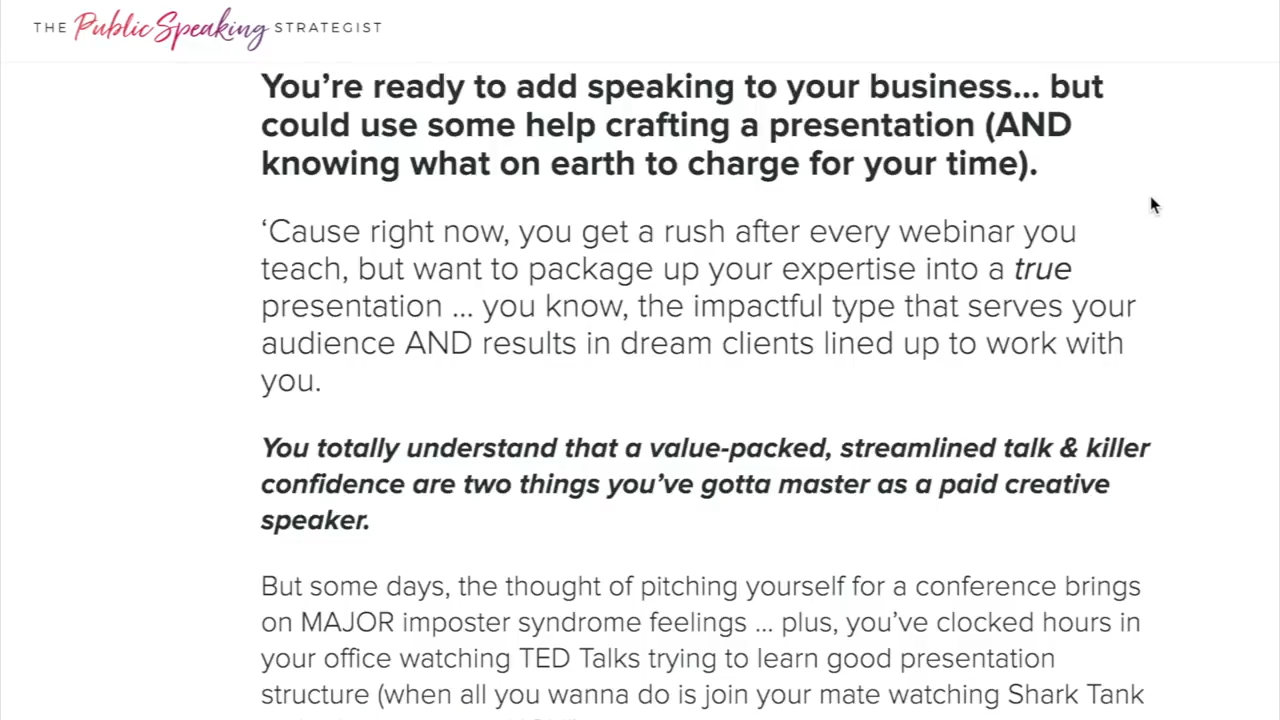 THE Public Speaking STRATEGIST
You’re ready to add speaking to your business... but
could use some help crafting a presentation (AND
knowing what on earth to charge for your time).
‘Cause right now, you get a rush after every webinar you
teach, but want to package up your expertise into a true
presentation ... you know, the impactful type that serves your
audience AND results in dream clients lined up to work with
you.
You totally understand that a value-packed, streamlined talk & killer
confidence are two things you’ve gotta master as a paid creative
speaker.
But some days, the thought of pitching yourself for a conference brings
on MAJOR imposter syndrome feelings ... plus, you’ve clocked hours in
your office watching TED Talks trying to learn good presentation
structure (when all you wanna do is join your mate watching Shark Tank